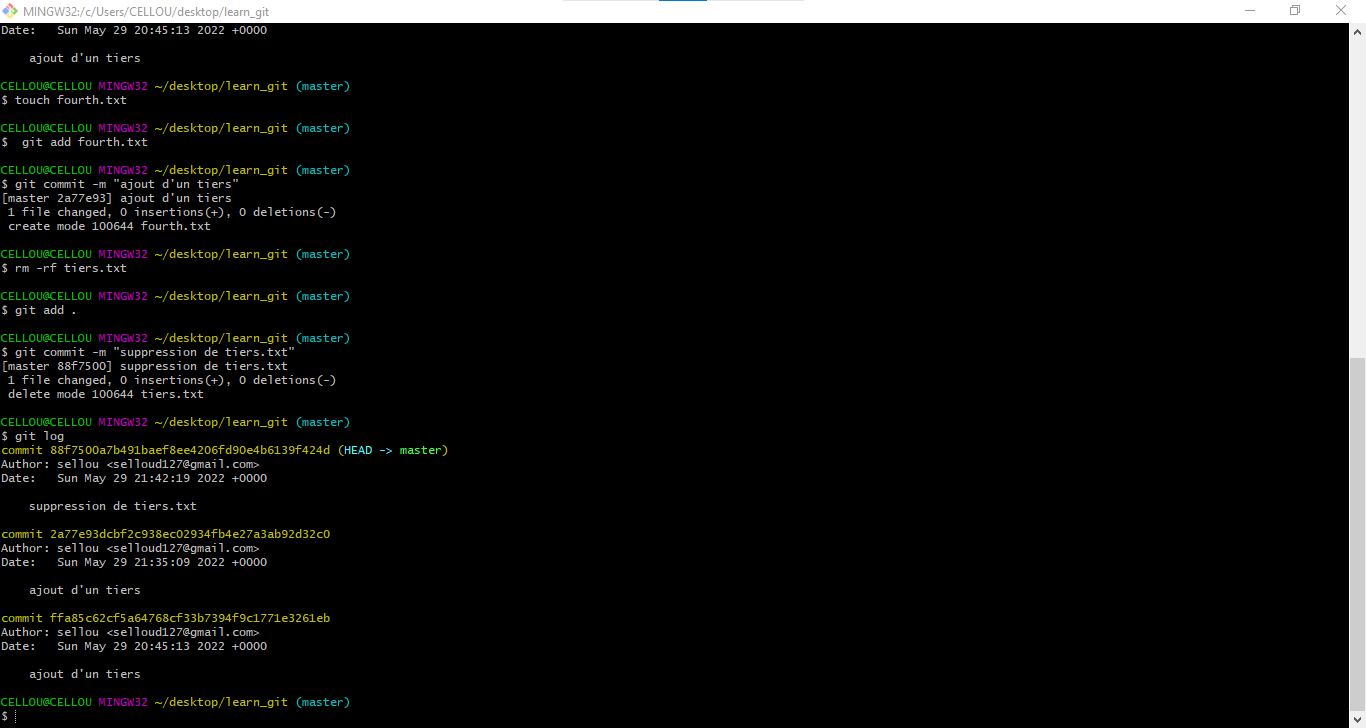 MINGW32:/c/Users/CELLOU/desktop/learn_git
Date:   Sun May 29 20:45:13 2022 +0000
    ajout d'un tiers
CELLOU@CELLOU MINGW32 ~/desktop/learn_git (master)
$ touch fourth.txt
CELLOU@CELLOU MINGW32 ~/desktop/learn_git (master)
$  git add fourth.txt
CELLOU@CELLOU MINGW32 ~/desktop/learn_git (master)
$ git commit -m "ajout d'un tiers"
[master 2a77e93] ajout d'un tiers
 1 file changed, 0 insertions(+), 0 deletions(-)
 create mode 100644 fourth.txt
CELLOU@CELLOU MINGW32 ~/desktop/learn_git (master)
$ rm -rf tiers.txt
CELLOU@CELLOU MINGW32 ~/desktop/learn_git (master)
$ git add .
CELLOU@CELLOU MINGW32 ~/desktop/learn_git (master)
$ git commit -m "suppression de tiers.txt"
[master 88f7500] suppression de tiers.txt
 1 file changed, 0 insertions(+), 0 deletions(-)
 delete mode 100644 tiers.txt
CELLOU@CELLOU MINGW32 ~/desktop/learn_git (master)
$ git log
commit 88f7500a7b491baef8ee4206fd90e4b6139f424d (HEAD -> master)
Author: sellou <selloud127@gmail.com>
Date:   Sun May 29 21:42:19 2022 +0000
    suppression de tiers.txt
commit 2a77e93dcbf2c938ec02934fb4e27a3ab92d32c0
Author: sellou <selloud127@gmail.com>
Date:   Sun May 29 21:35:09 2022 +0000
    ajout d'un tiers
commit ffa85c62cf5a64768cf33b7394f9c1771e3261eb
Author: sellou <selloud127@gmail.com>
Date:   Sun May 29 20:45:13 2022 +0000
    ajout d'un tiers
CELLOU@CELLOU MINGW32 ~/desktop/learn_git (master)
$